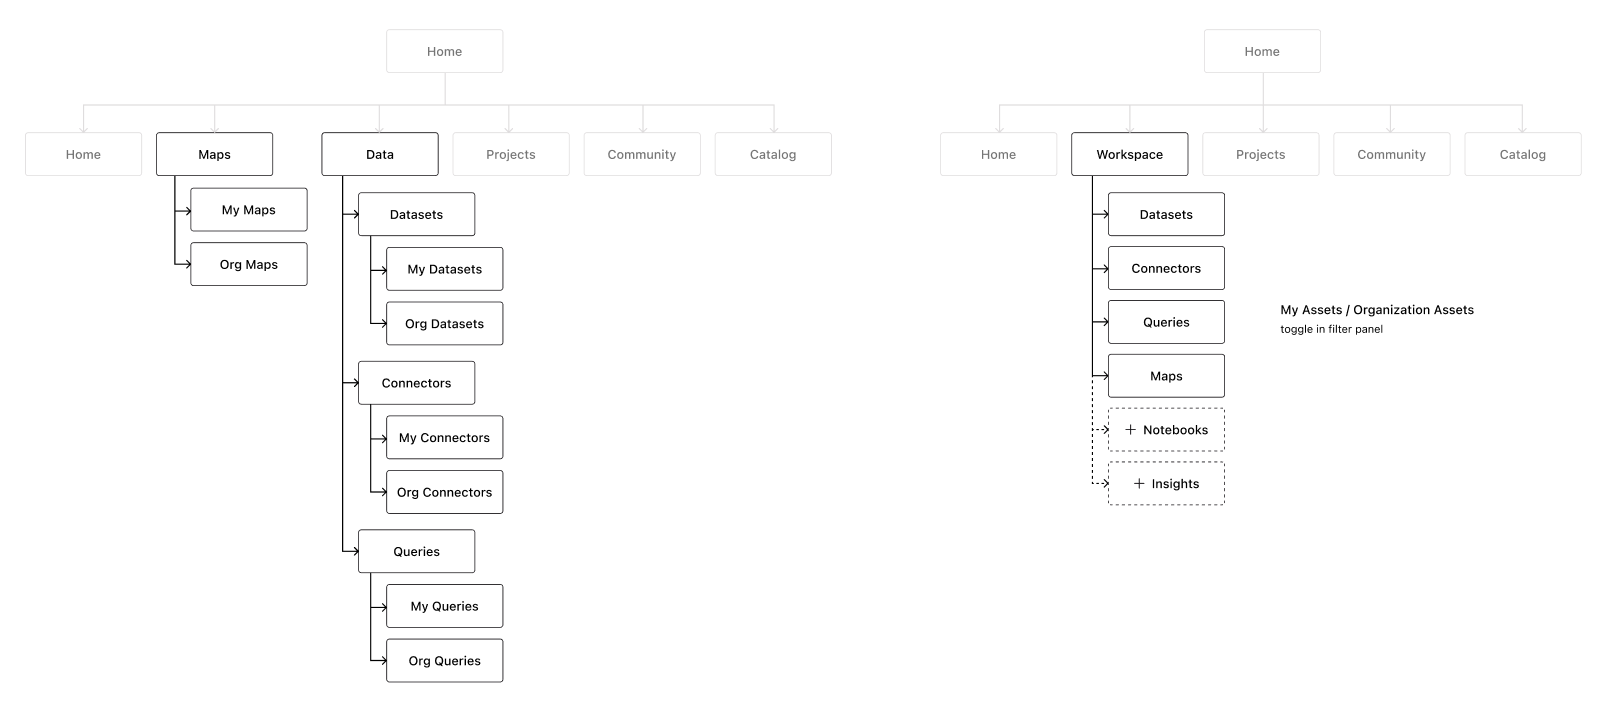 Home
Home
Maps
Data
Projects
Community
Catalog
My Maps
Org Maps
Datasets
My Datasets
Org Datasets
Connectors
My Connectors
Org Connectors
Queries
My Queries
Org Queries
Home
Home
Workspace
Projects
Community
Catalog
Datasets
Connectors
Queries
Maps
+ Notebooks
+ Insights
My Assets / Organization Assets
toggle in filter panel